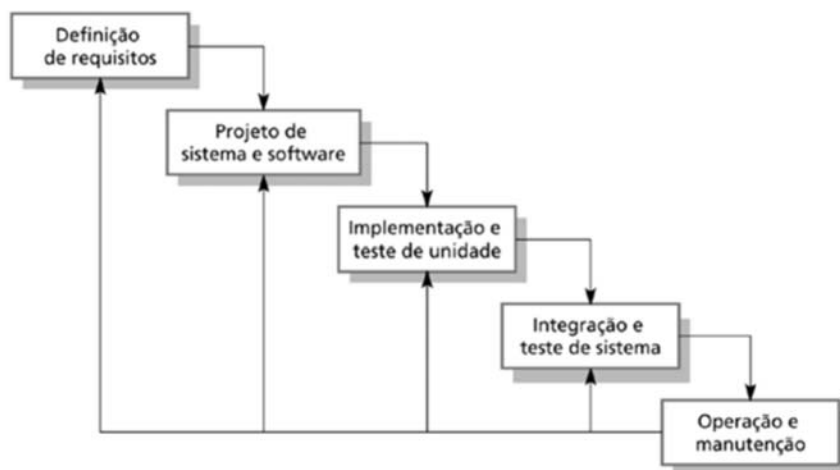 Definição
de requisitos
Projeto de
sistema e software
Implementação e
teste de unidade
Integração e
teste de sistema
Operação e
manutenção